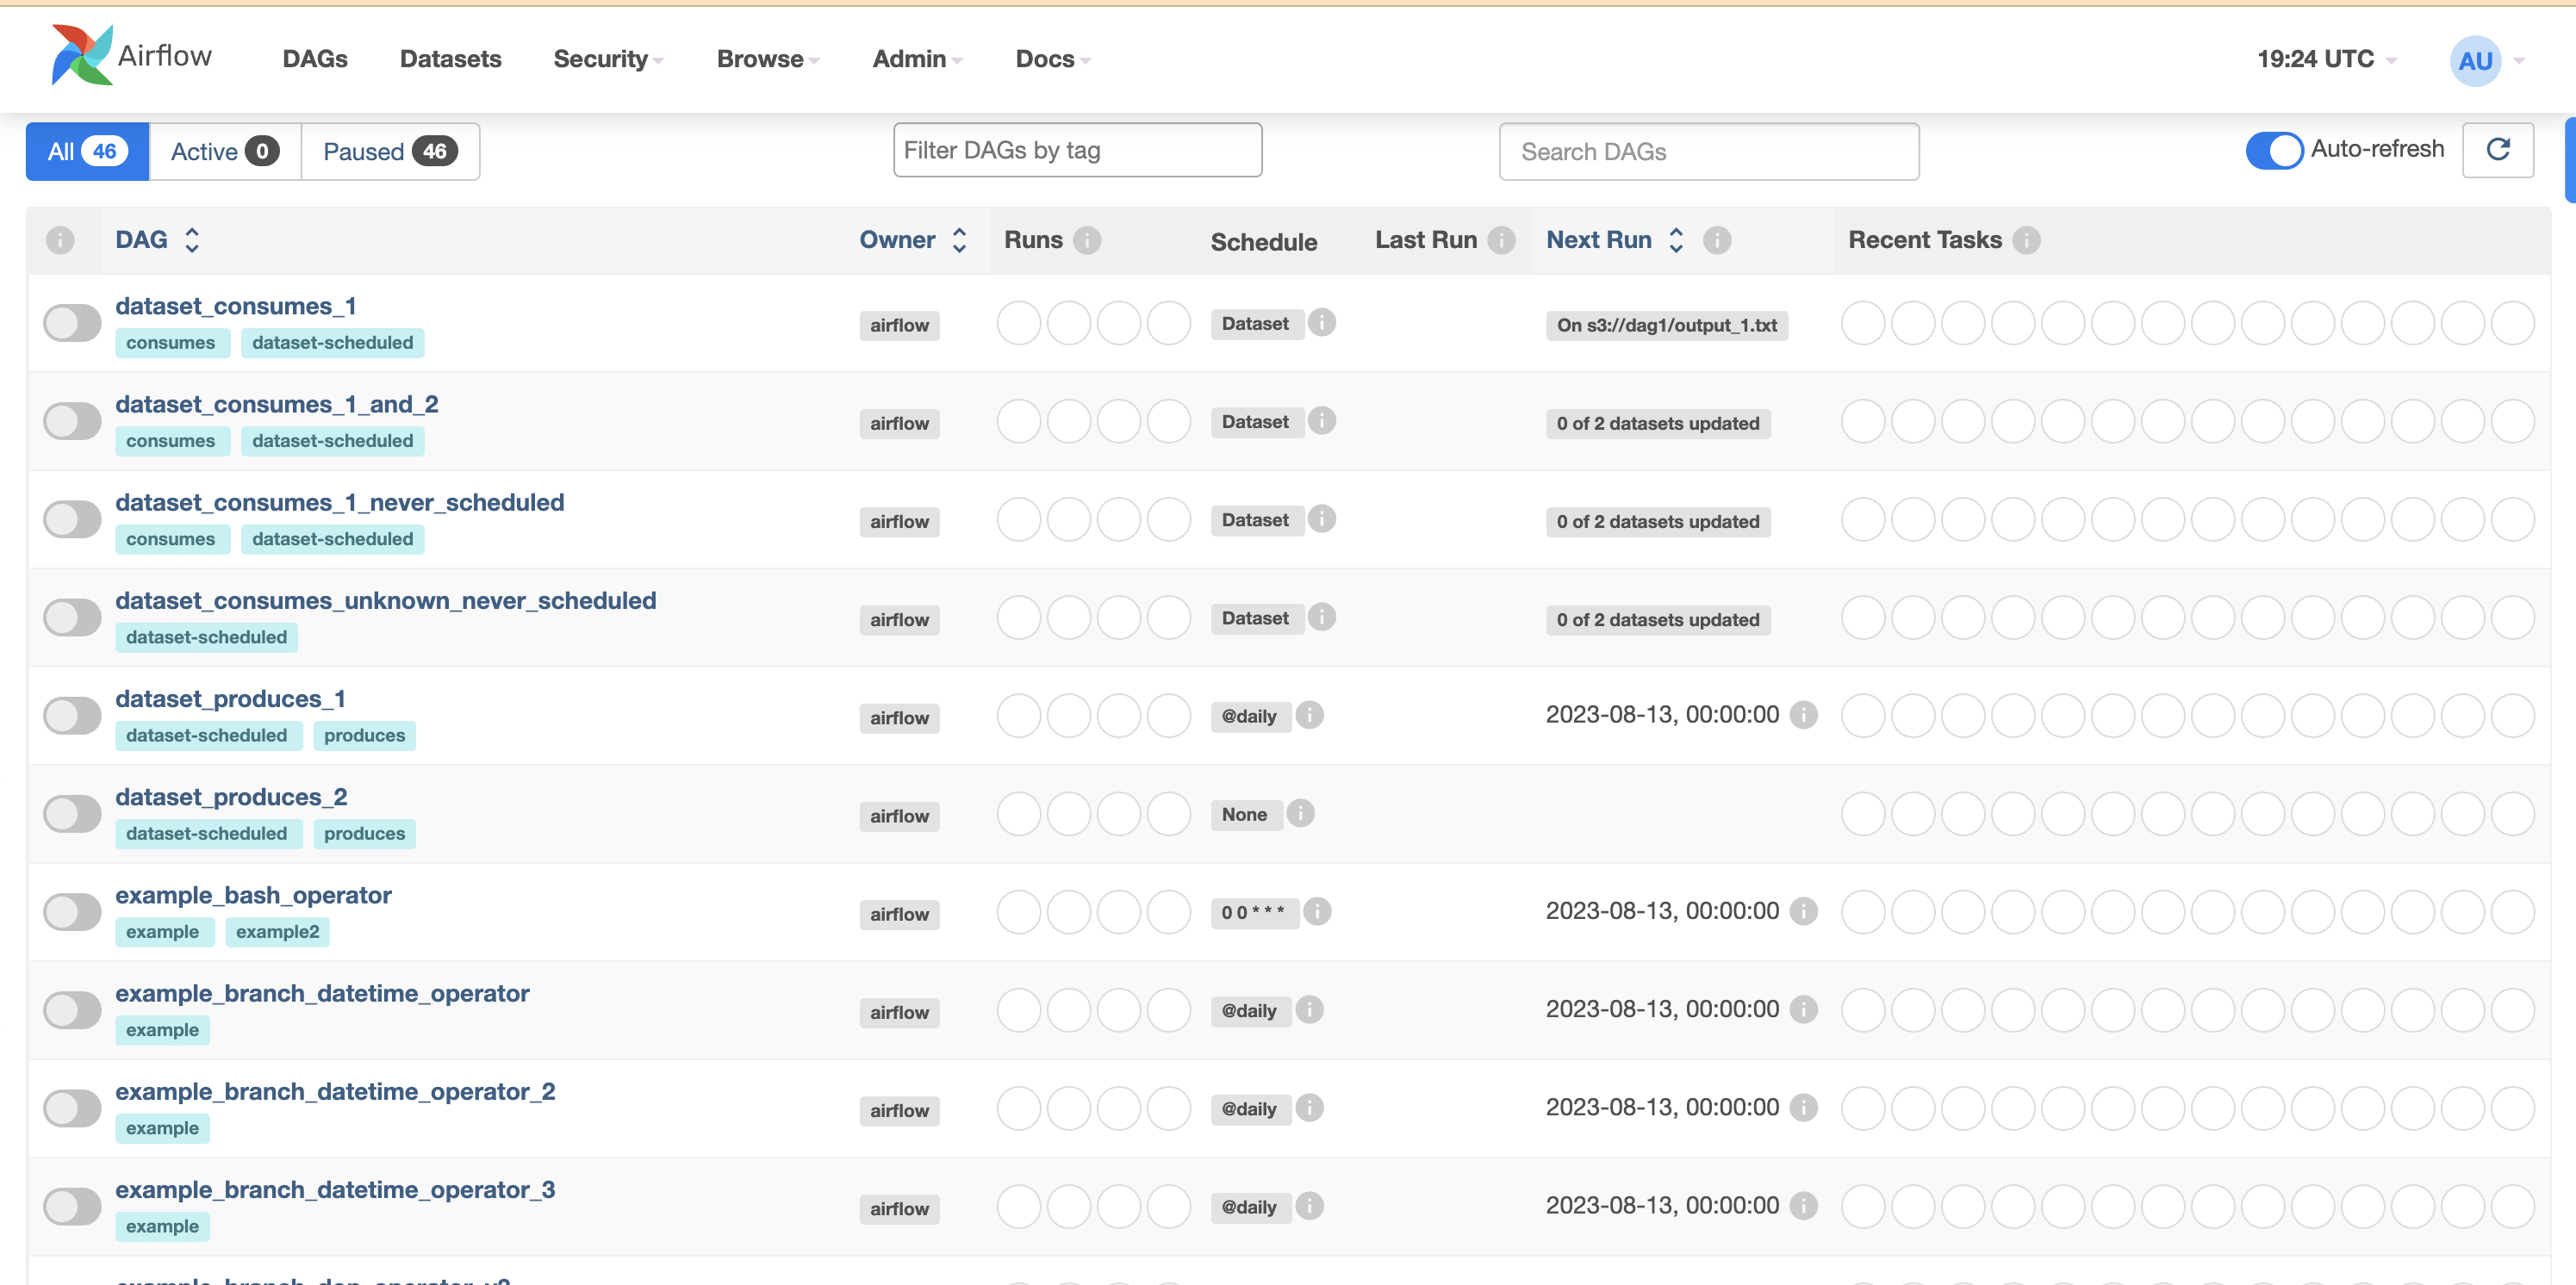 Airflow DAGs Datasets Security Browse Admin Docs 19:24 UTC AU
All 46 Active 0 Paused 46 Filter DAGs by tag Search DAGs Auto-refresh
DAG Owner Runs Schedule Last Run Next Run Recent Tasks
dataset_consumes_1
consumes dataset-scheduled airflow Dataset On s3://dag1/output_1.txt
dataset_consumes_1_and_2
consumes dataset-scheduled airflow Dataset 0 of 2 datasets updated
dataset_consumes_1_never_scheduled
consumes dataset-scheduled airflow Dataset 0 of 2 datasets updated
dataset_consumes_unknown_never_scheduled
dataset-scheduled airflow Dataset 0 of 2 datasets updated
dataset_produces_1
dataset-scheduled produces airflow @daily 2023-08-13, 00:00:00
dataset_produces_2
dataset-scheduled produces airflow None
example_bash_operator
example example2 airflow 0 0 * * * 2023-08-13, 00:00:00
example_branch_datetime_operator
example airflow @daily 2023-08-13, 00:00:00
example_branch_datetime_operator_2
example airflow @daily 2023-08-13, 00:00:00
example_branch_datetime_operator_3
example airflow @daily 2023-08-13, 00:00:00